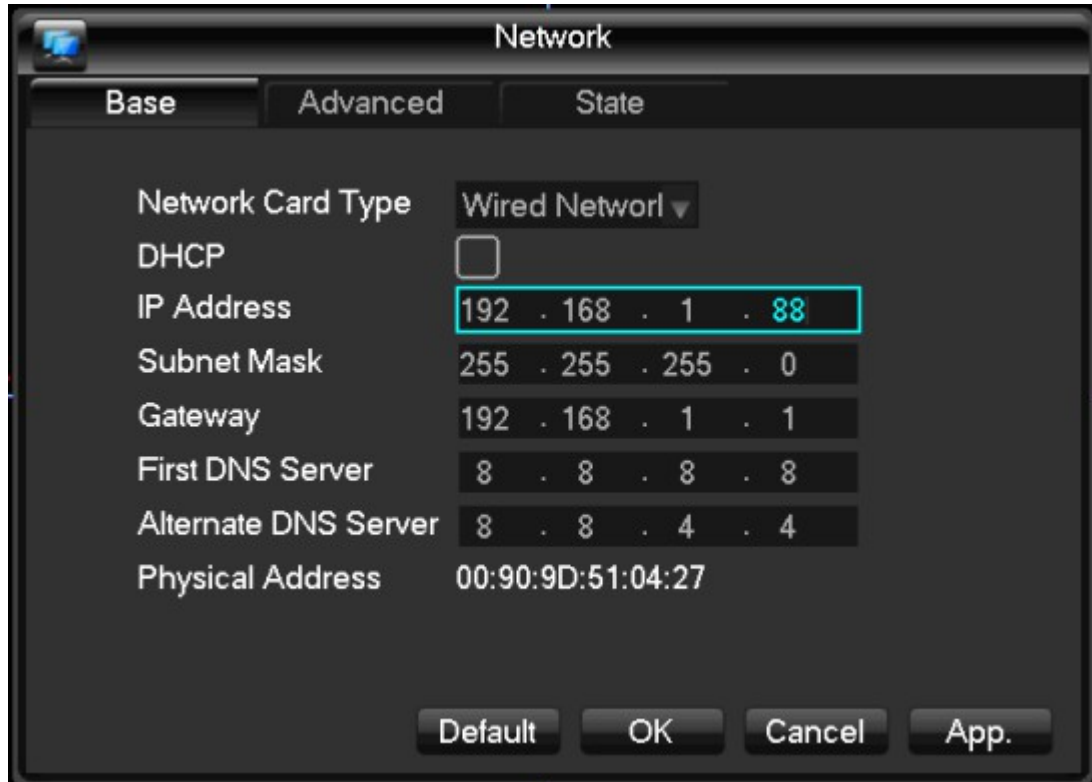 Network
Base Advanced State
Network Card Type Wired Networl
DHCP
IP Address 192 . 168 . 1 . 88
Subnet Mask 255 . 255 . 255 . 0
Gateway 192 . 168 . 1 . 1
First DNS Server 8 . 8 . 8 . 8
Alternate DNS Server 8 . 8 . 4 . 4
Physical Address 00:90:9D:51:04:27
Default OK Cancel App.